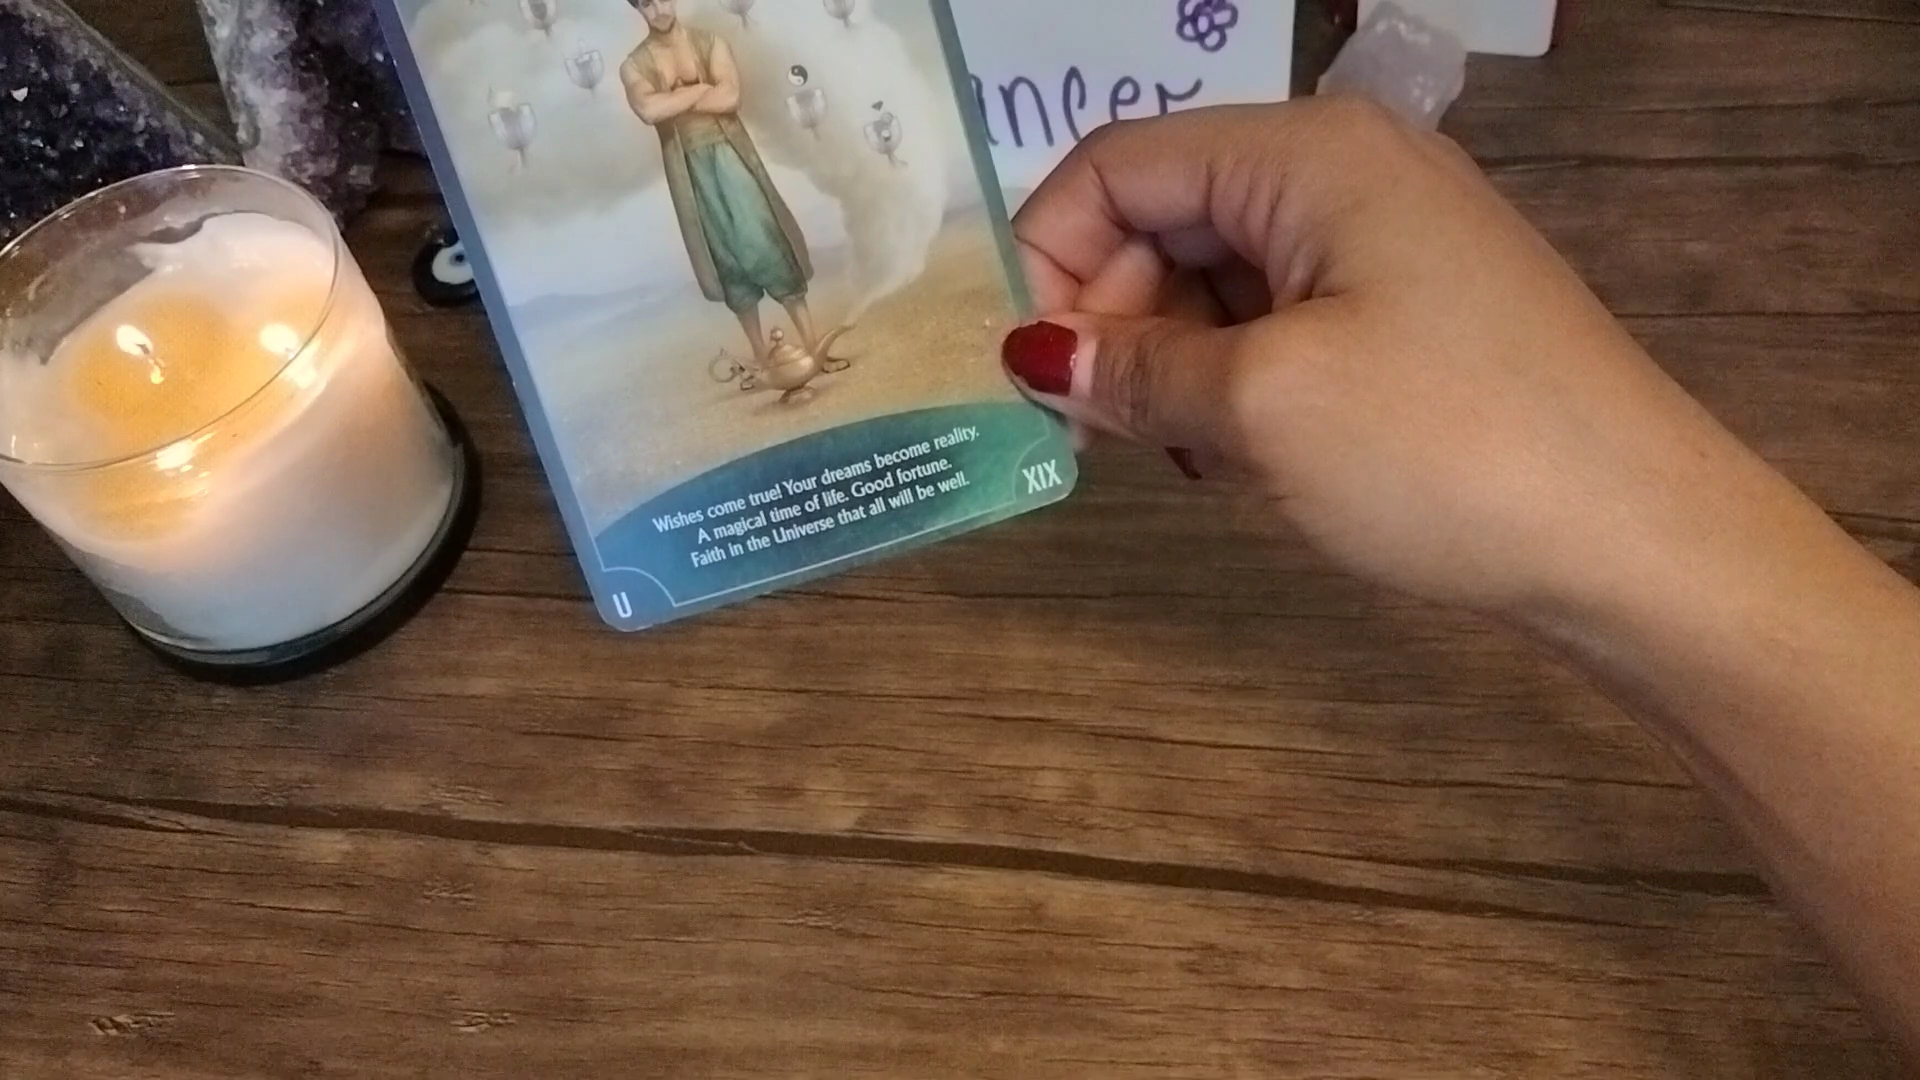 ancer
Wishes come true! Your dreams become reality.
A magical time of life. Good fortune.
Faith in the Universe that all will be well.
XIX
U